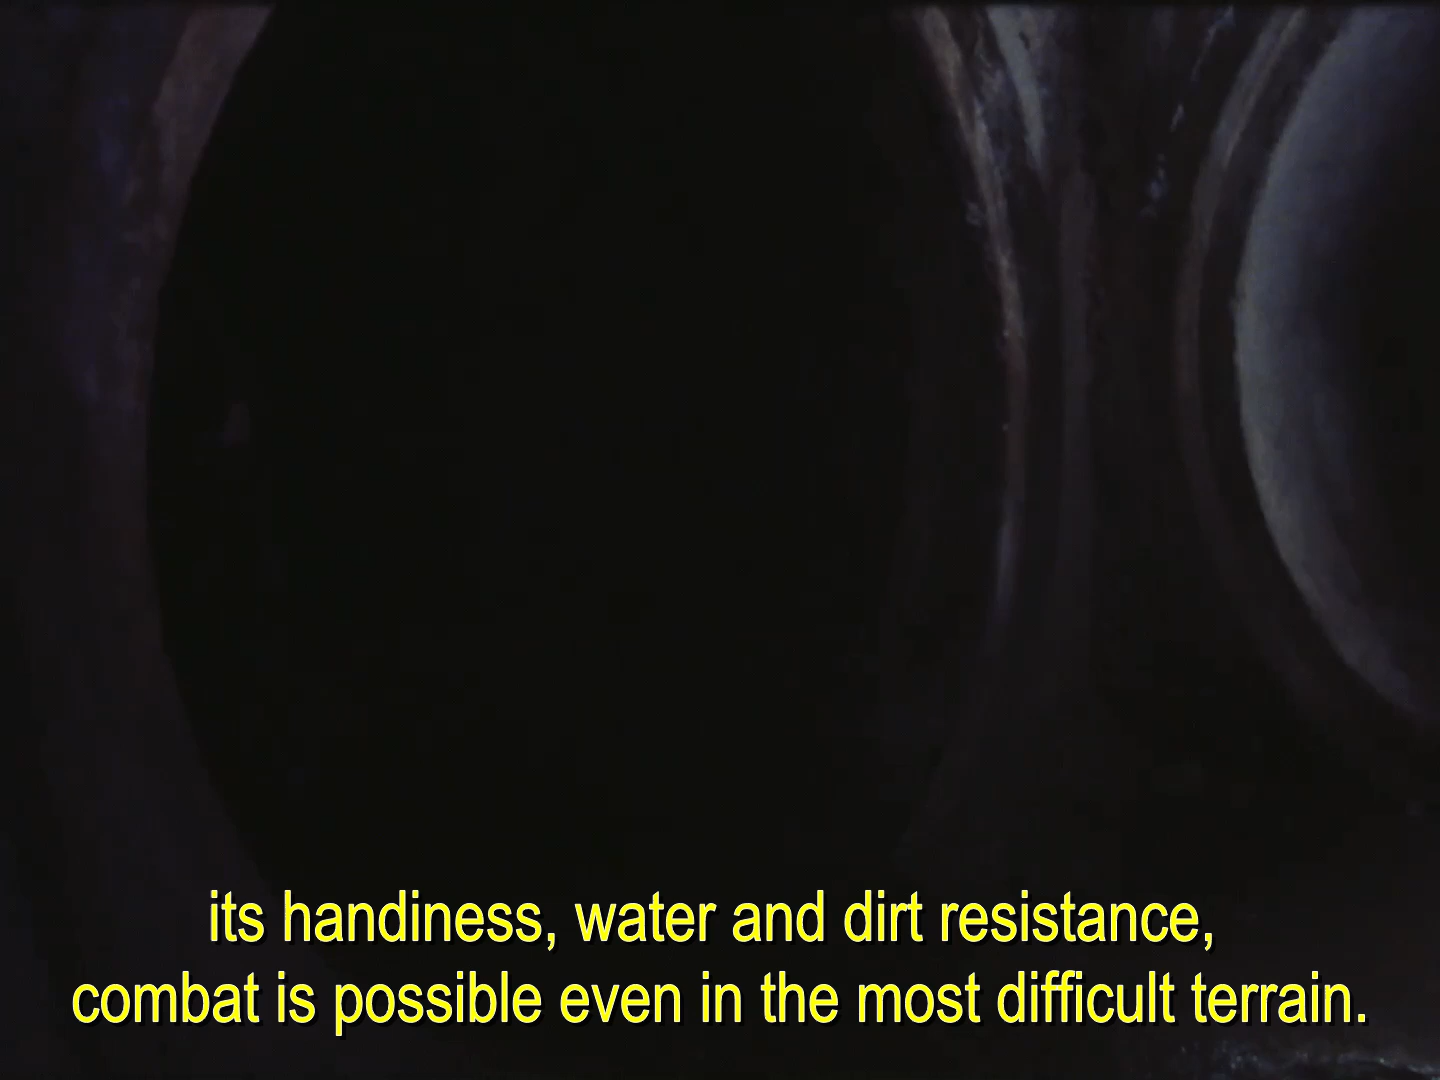 its handiness, water and dirt resistance,
combat is possible even in the most difficult terrain.